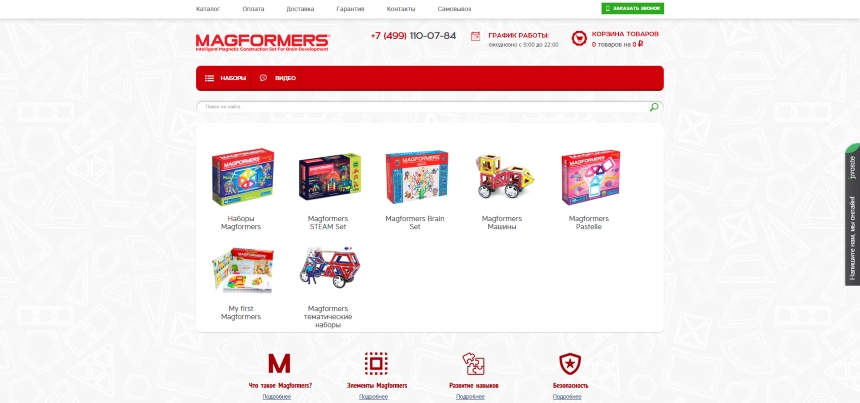 Каталог Оплата Доставка Гарантия Контакты Самовывоз ЗАКАЗАТЬ ЗВОНОК
MAGFORMERS®
Intelligent Magnetic Construction Set For Brain Development
+7 (499) 110-07-84
ГРАФИК РАБОТЫ:
ежедневно с 9:00 до 22:00
КОРЗИНА ТОВАРОВ
0 товаров на 0 ₽
НАБОРЫ ВИДЕО
Поиск по сайту...
MAGFORMERS
MAGFORMERS
MAGFORMERS
Наборы
Magformers
Magformers
STEAM Set
Magformers Brain
Set
Magformers
Машины
Magformers
Pastelle
My first
Magformers
Magformers
тематические
наборы
Что такое Magformers?
Подробнее
Элементы Magformers
Подробнее
Развитие навыков
Подробнее
Безопасность
Подробнее
Напишите нам, мы онлайн!
jivosite